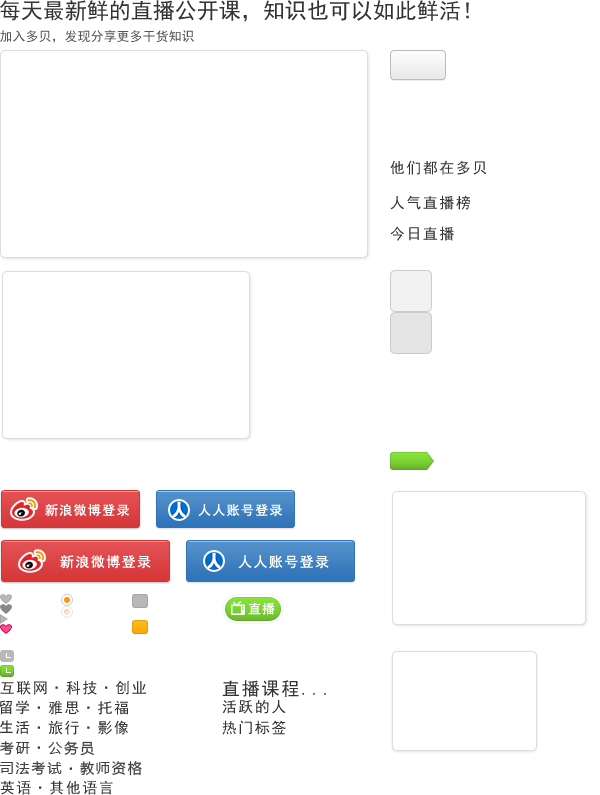 每天最新鲜的直播公开课，知识也可以如此鲜活！
加入多贝，发现分享更多干货知识
他们都在多贝
人气直播榜
今日直播
新浪微博登录
人人账号登录
新浪微博登录
人人账号登录
直播
互联网·科技·创业
留学·雅思·托福
生活·旅行·影像
考研·公务员
司法考试·教师资格
英语·其他语言
直播课程...
活跃的人
热门标签